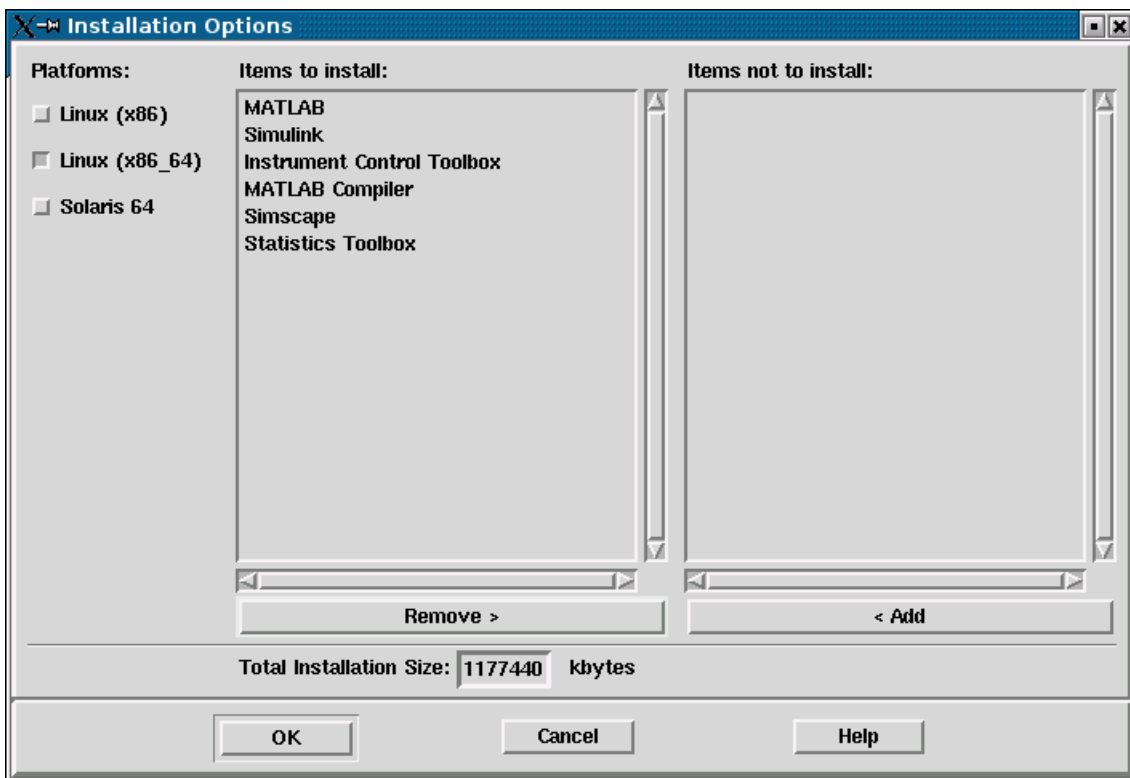 Installation Options
Platforms:
Linux (x86)
Linux (x86_64)
Solaris 64
Items to install:
MATLAB
Simulink
Instrument Control Toolbox
MATLAB Compiler
Simscape
Statistics Toolbox
Remove >
Items not to install:
< Add
Total Installation Size: 1177440 kbytes
OK
Cancel
Help